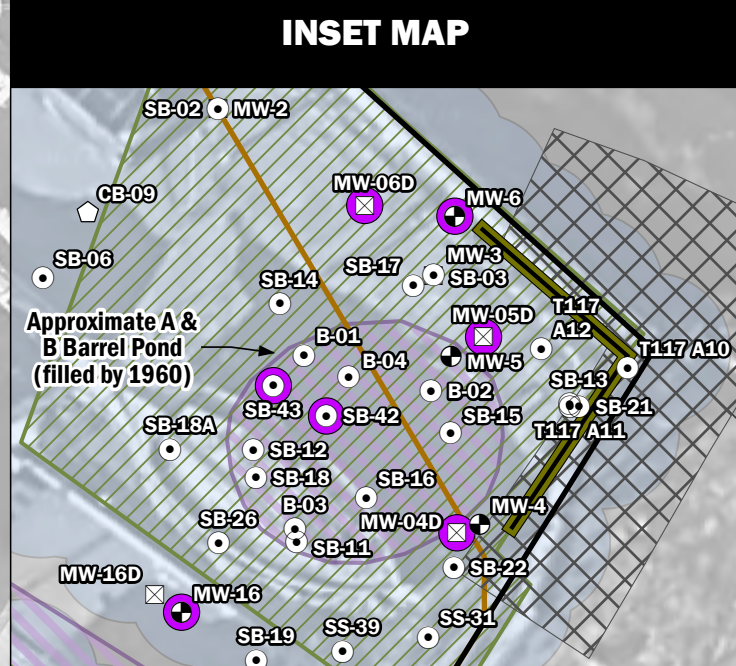 INSET MAP
SB-02 MW-2
MW-06D
CB-09
MW-6
SB-06
MW-3
SB-17
SB-03
SB-14
T117
A12
Approximate A &
B Barrel Pond
(filled by 1960)
MW-05D
B-01
T117 A10
MW-5
B-04
SB-13
B-02
SB-43
SB-42
SB-21
SB-15
SB-18A
T117 A11
SB-12
SB-18
SB-16
B-03
MW-4
SB-26
MW-04D
SB-11
SB-22
MW-16D
MW-16
SS-31
SB-19
SS-39